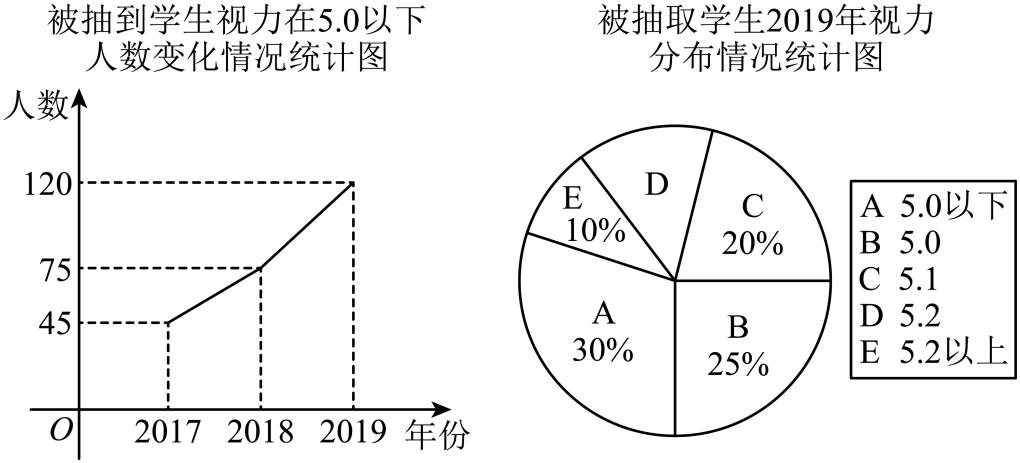 被抽到学生视力在5.0以下
人数变化情况统计图
人数
120
75
45
O
2017
2018
2019
年份
被抽取学生2019年视力
分布情况统计图
D
E
10%
C
20%
A
30%
B
25%
A 5.0以下
B 5.0
C 5.1
D 5.2
E 5.2以上